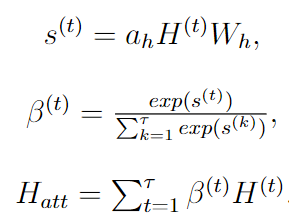 $s^{(t)} = a_h H^{(t)} W_h,$
$\beta^{(t)} = \frac{exp(s^{(t)})}{\sum_{k=1}^{\tau} exp(s^{(k)})},$
$H_{att} = \sum_{t=1}^{\tau} \beta^{(t)} H^{(t)}.$